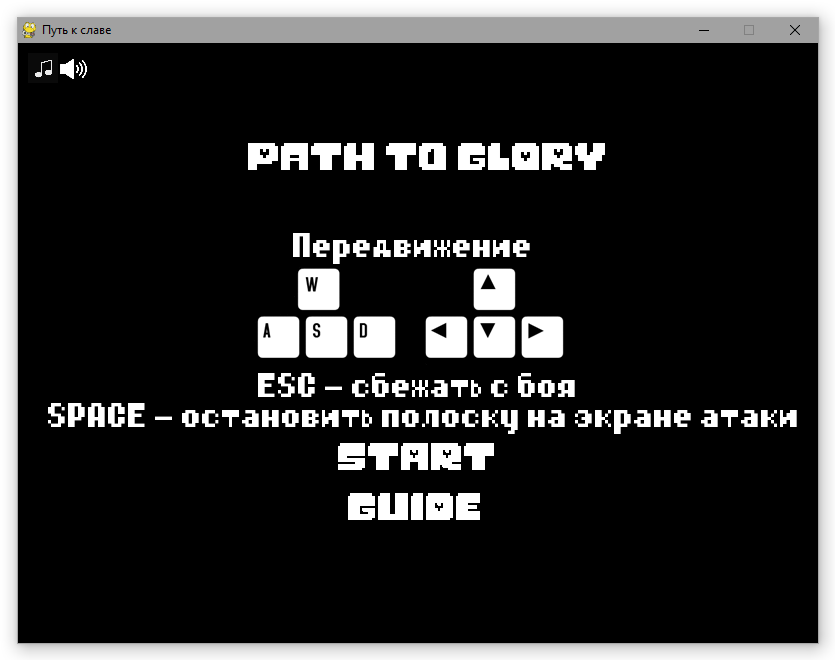 Путь к славе
PATH TO GLORY
Передвижение
W
A S D
ESC – сбежать с боя
SPACE – остановить полоску на экране атаки
START
GUIDE